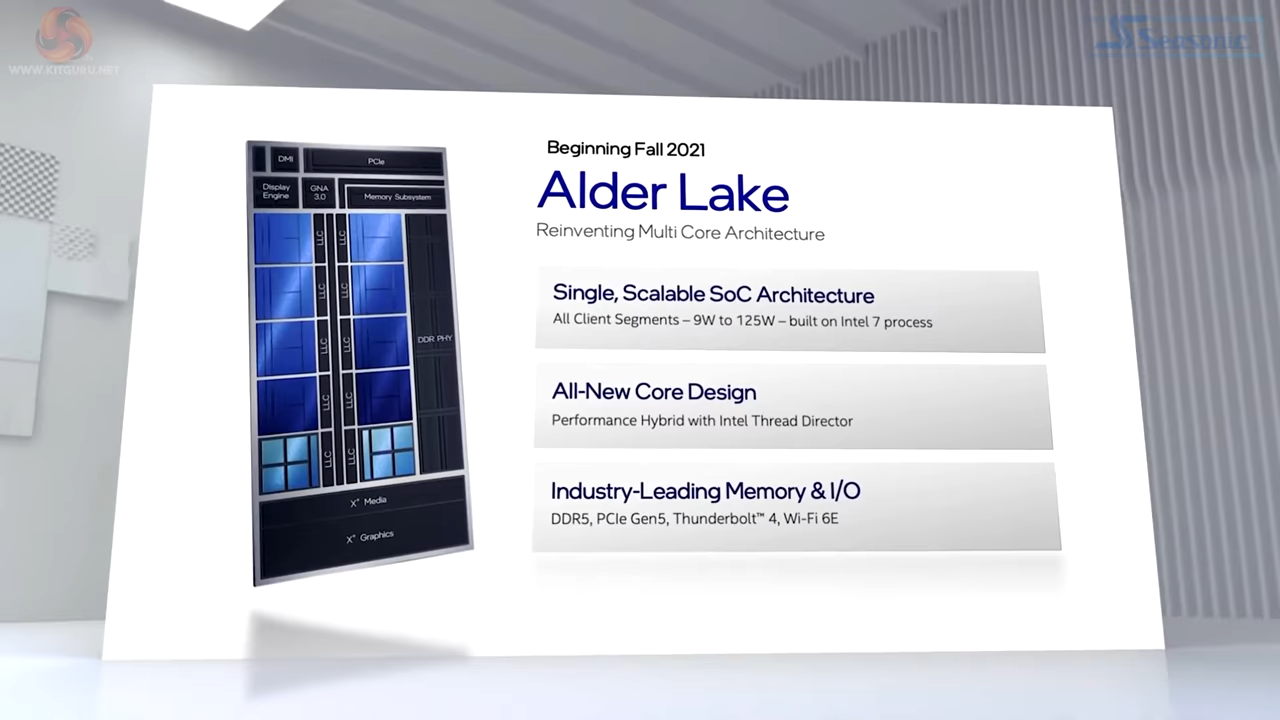 WWW.KITGURU.NET
Seasonic
Beginning Fall 2021
Alder Lake
Reinventing Multi Core Architecture
Single, Scalable SoC Architecture
All Client Segments – 9W to 125W – built on Intel 7 process
All-New Core Design
Performance Hybrid with Intel Thread Director
Industry-Leading Memory & I/O
DDR5, PCIe Gen5, Thunderbolt™ 4, Wi-Fi 6E
DMI
PCIe
Display
Engine
GNA
3.0
Memory Subsystem
LLC
LLC
LLC
LLC
LLC
LLC
LLC
LLC
LLC
LLC
DDR PHY
Xe Media
Xe Graphics